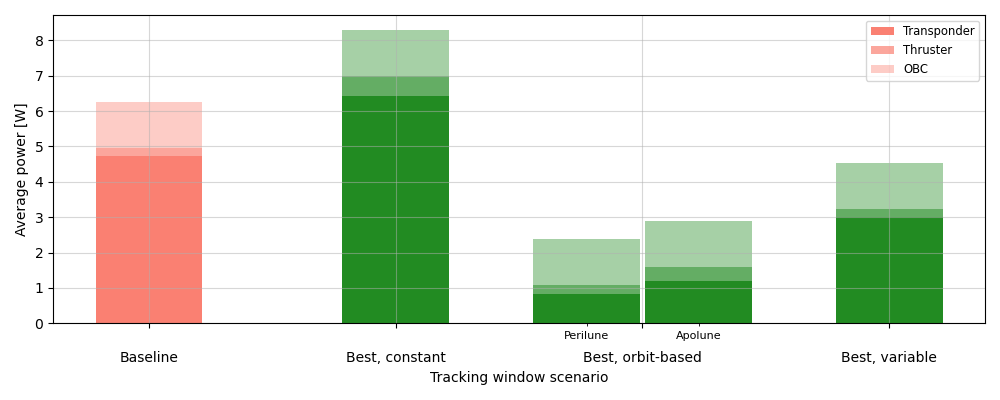 Average power [W]
8
7
6
5
4
3
2
1
0
Transponder
Thruster
OBC
Perilune
Apolune
Baseline
Best, constant
Best, orbit-based
Best, variable
Tracking window scenario